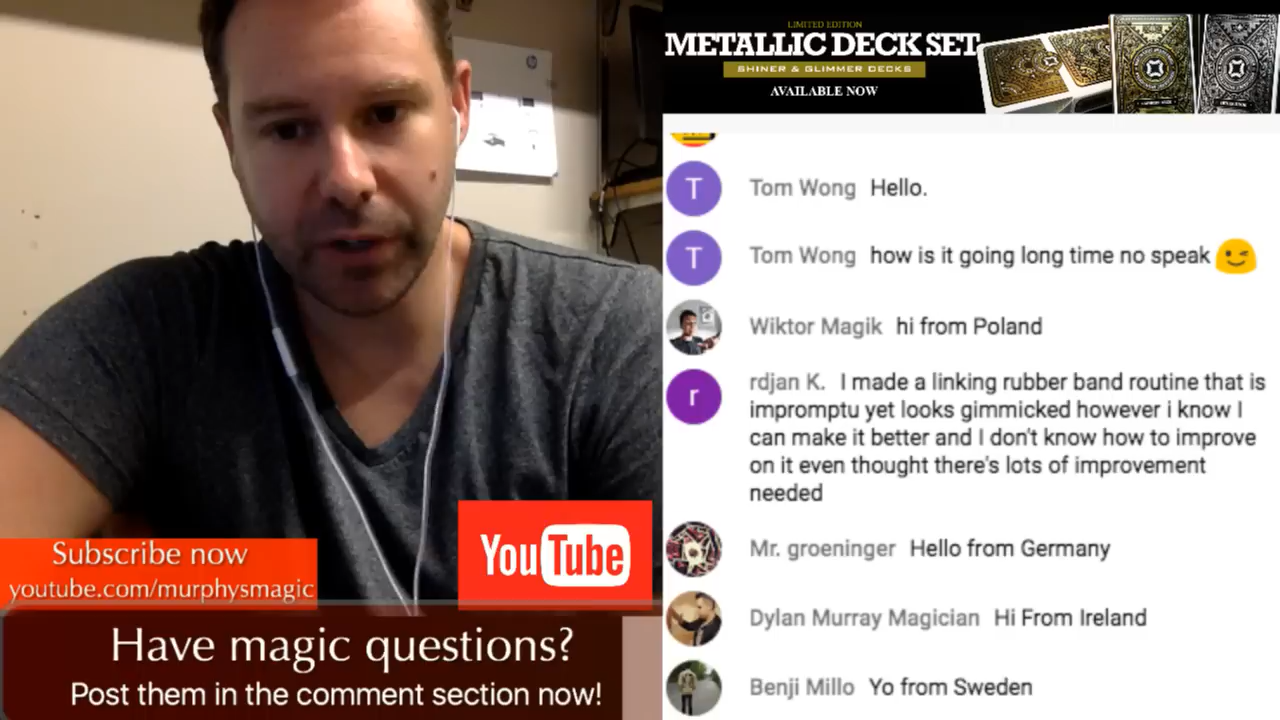 LIMITED EDITION
METALLIC DECK SET
SHINER & GLIMMER DECKS
AVAILABLE NOW
T Tom Wong Hello.
T Tom Wong how is it going long time no speak
Wiktor Magik hi from Poland
r rdjan K. I made a linking rubber band routine that is
impromptu yet looks gimmicked however i know I
can make it better and I don't know how to improve
on it even thought there's lots of improvement
needed
Mr. groeninger Hello from Germany
Dylan Murray Magician Hi From Ireland
Benji Millo Yo from Sweden
YouTube
Subscribe now
youtube.com/murphysmagic
Have magic questions?
Post them in the comment section now!
hp